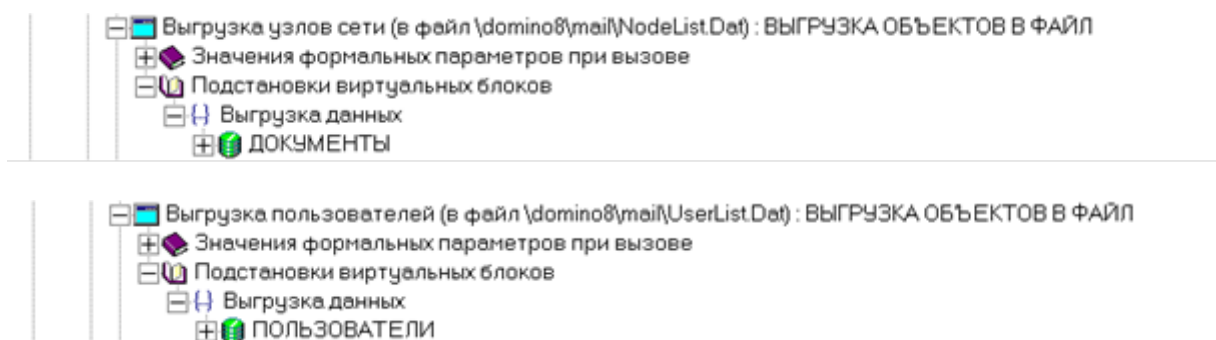 Выгрузка узлов сети (в файл \domino8\mail\NodeList.Dat) : ВЫГРУЗКА ОБЪЕКТОВ В ФАЙЛ
Значения формальных параметров при вызове
Подстановки виртуальных блоков
Выгрузка данных
ДОКУМЕНТЫ
Выгрузка пользователей (в файл \domino8\mail\UserList.Dat) : ВЫГРУЗКА ОБЪЕКТОВ В ФАЙЛ
Значения формальных параметров при вызове
Подстановки виртуальных блоков
Выгрузка данных
ПОЛЬЗОВАТЕЛИ